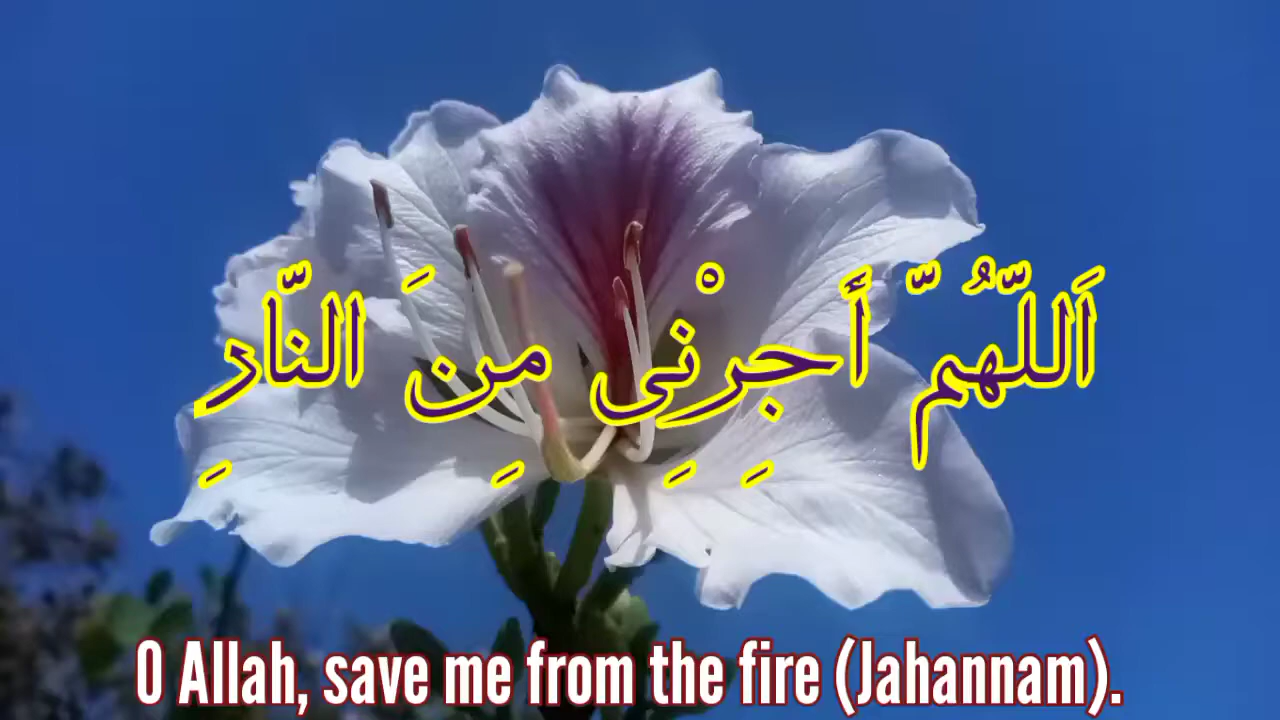 اَللّٰهُمَّ أَجِرْنِى مِنَ النَّارِ
O Allah, save me from the fire (Jahannam).